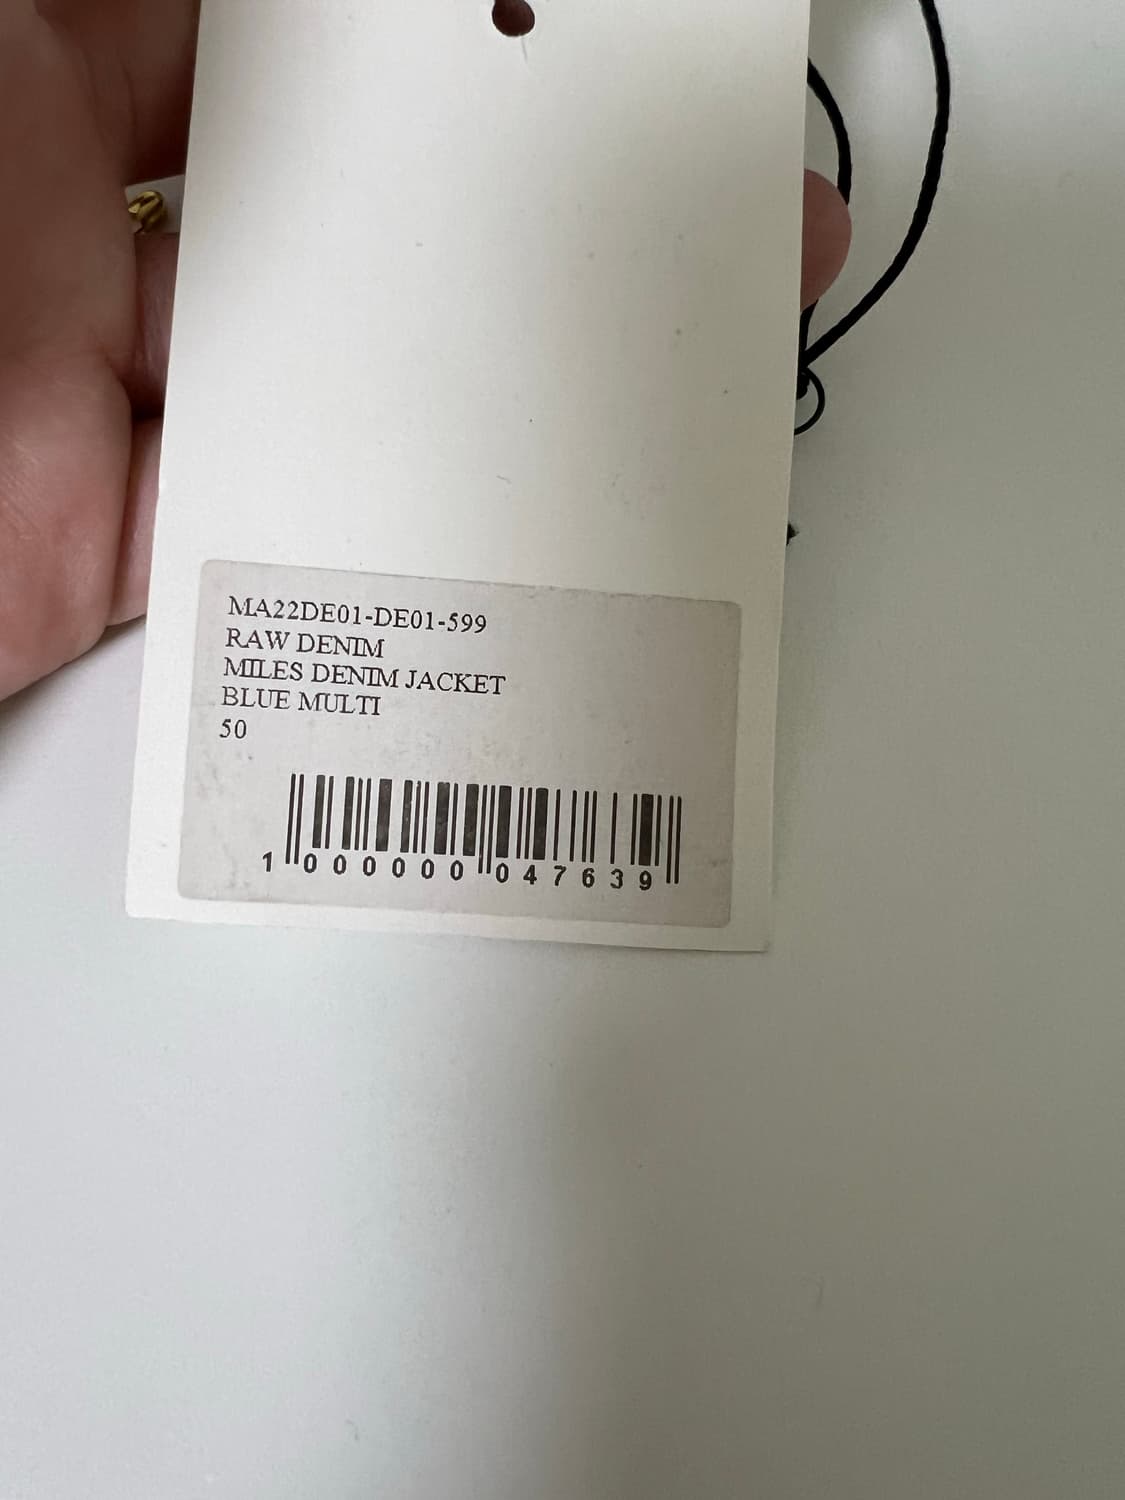 MA22DE01-DE01-599
RAW DENIM
MILES DENIM JACKET
BLUE MULTI
50
1 000000 047639